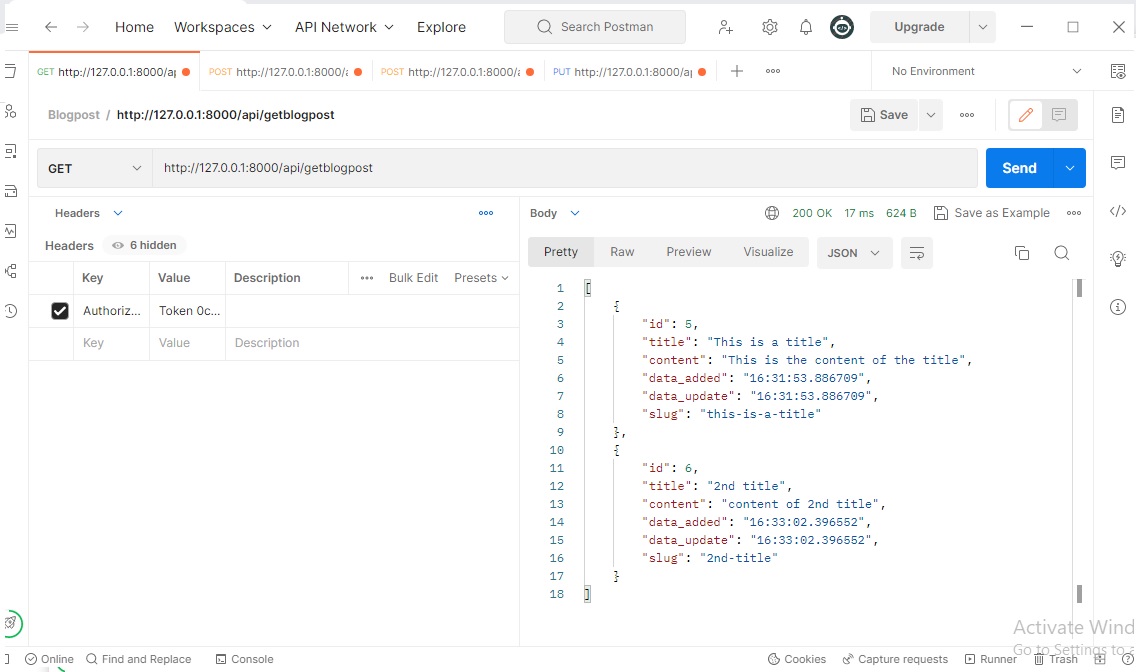 Home Workspaces API Network Explore Search Postman Upgrade
GET http://127.0.0.1:8000/a POST http://127.0.0.1:8000/ POST http://127.0.0.1:8000/ PUT http://127.0.0.1:8000/a No Environment
Blogpost / http://127.0.0.1:8000/api/getblogpost Save
GET http://127.0.0.1:8000/api/getblogpost Send
Headers
Headers 6 hidden
Key Value Description Bulk Edit Presets
Authoriz... Token 0c...
Key Value Description
Body 200 OK 17 ms 624 B Save as Example
Pretty Raw Preview Visualize JSON
1 [
2 {
3 "id": 5,
4 "title": "This is a title",
5 "content": "This is the content of the title",
6 "data_added": "16:31:53.886709",
7 "data_update": "16:31:53.886709",
8 "slug": "this-is-a-title"
9 },
10 {
11 "id": 6,
12 "title": "2nd title",
13 "content": "content of 2nd title",
14 "data_added": "16:33:02.396552",
15 "data_update": "16:33:02.396552",
16 "slug": "2nd-title"
17 }
18 ]
Activate Wind
Go to Settings to a
Online Find and Replace Console Cookies Capture requests Runner Trash